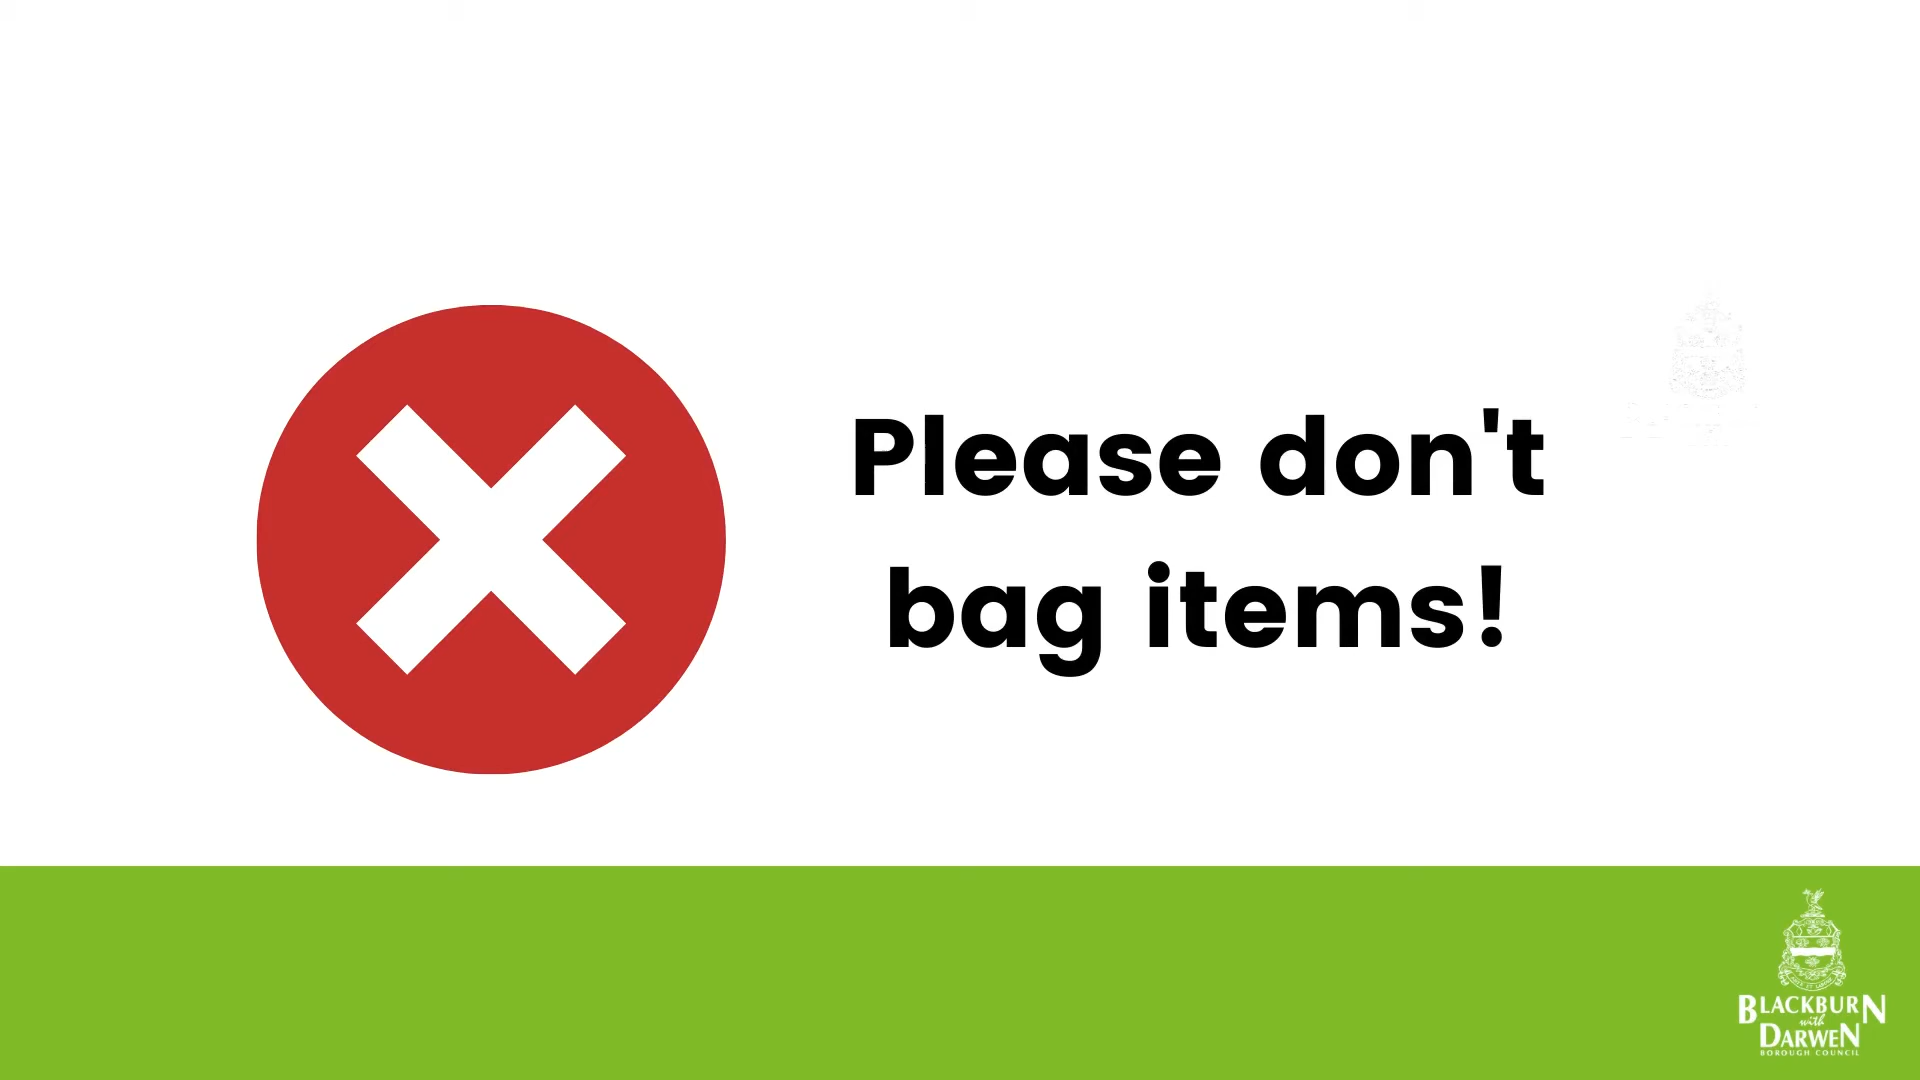 Please don't
bag items!
BLACKBURN
with
DARWEN
BOROUGH COUNCIL